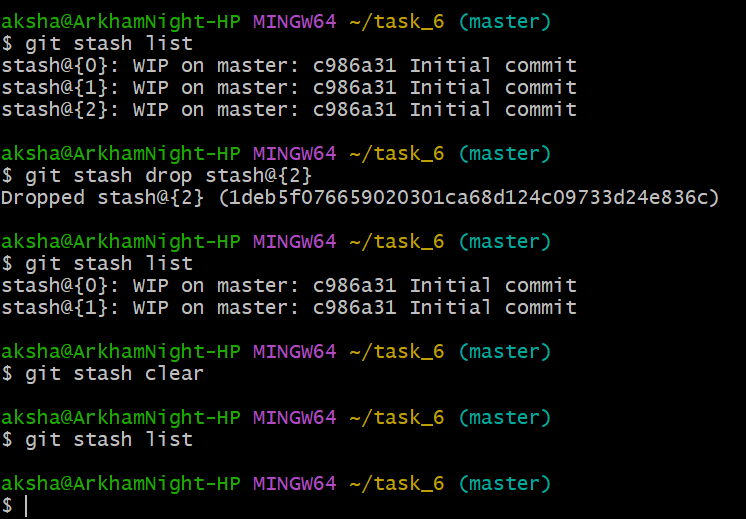 aksha@ArkhamNight-HP MINGW64 ~/task_6 (master)
$ git stash list
stash@{0}: WIP on master: c986a31 Initial commit
stash@{1}: WIP on master: c986a31 Initial commit
stash@{2}: WIP on master: c986a31 Initial commit
aksha@ArkhamNight-HP MINGW64 ~/task_6 (master)
$ git stash drop stash@{2}
Dropped stash@{2} (1deb5f076659020301ca68d124c09733d24e836c)
aksha@ArkhamNight-HP MINGW64 ~/task_6 (master)
$ git stash list
stash@{0}: WIP on master: c986a31 Initial commit
stash@{1}: WIP on master: c986a31 Initial commit
aksha@ArkhamNight-HP MINGW64 ~/task_6 (master)
$ git stash clear
aksha@ArkhamNight-HP MINGW64 ~/task_6 (master)
$ git stash list
aksha@ArkhamNight-HP MINGW64 ~/task_6 (master)
$